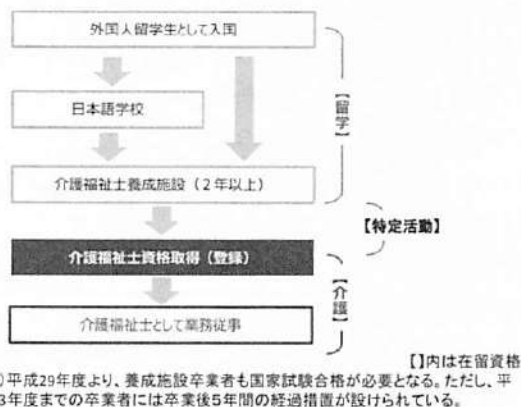 外国人留学生として入国
日本語学校
介護福祉士養成施設（２年以上）
【留学】
【特定活動】
介護福祉士資格取得（登録）
【介護】
介護福祉士として業務従事
【】内は在留資格
)平成29年度より、養成施設卒業者も国家試験合格が必要となる。ただし、平
3年度までの卒業者には卒業後5年間の経過措置が設けられている。